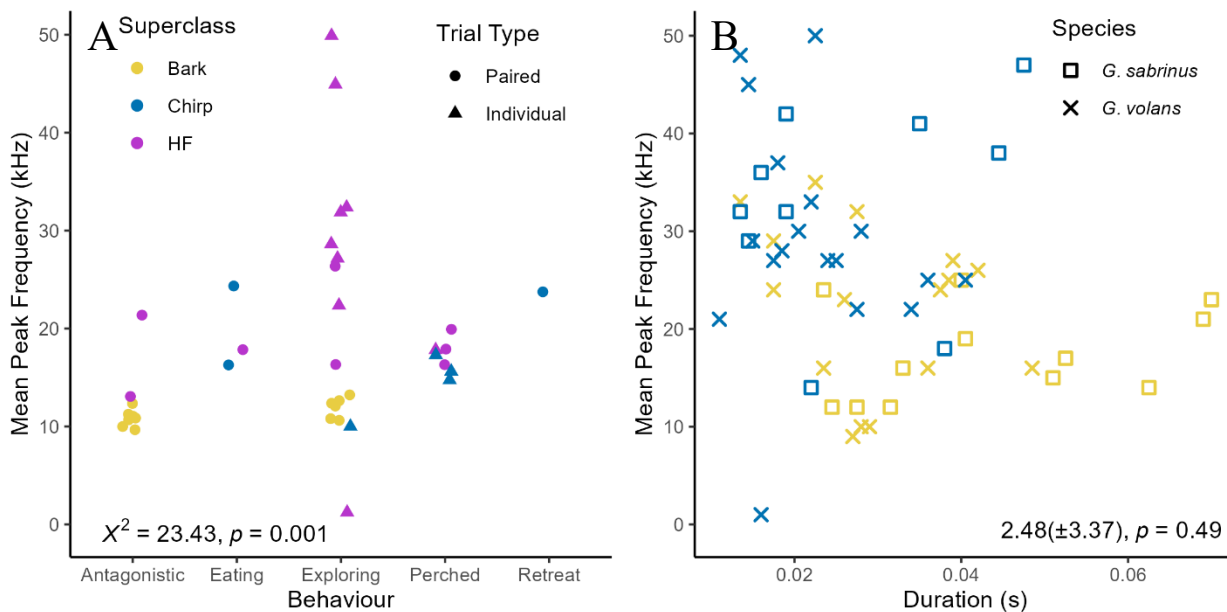 A
Superclass
Bark
Chirp
HF
Trial Type
Paired
Individual
Mean Peak Frequency (kHz)
50
40
30
20
10
0
X² = 23.43, p = 0.001
Antagonistic Eating Exploring Perched Retreat
Behaviour
B
Species
G. sabrinus
G. volans
Mean Peak Frequency (kHz)
50
40
30
20
10
0
2.48(±3.37), p = 0.49
0.02 0.04 0.06
Duration (s)